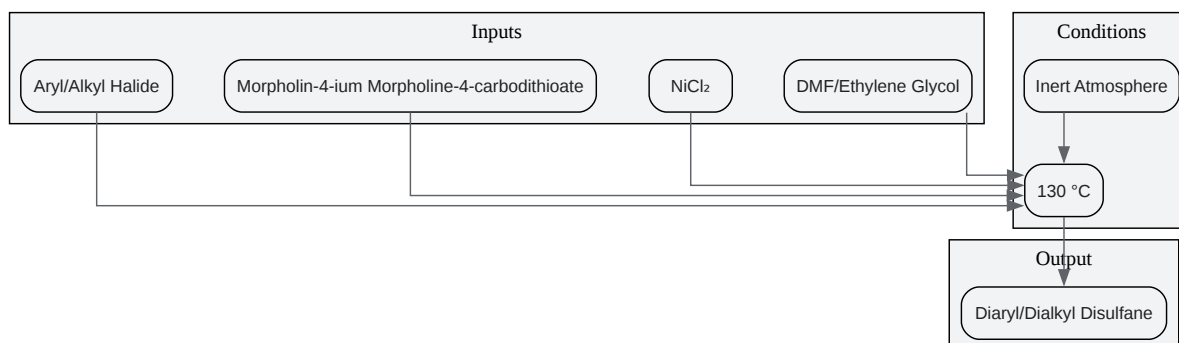 Inputs
Aryl/Alkyl Halide
Morpholin-4-ium Morpholine-4-carbodithioate
NiCl₂
DMF/Ethylene Glycol
Conditions
Inert Atmosphere
130 °C
Output
Diaryl/Dialkyl Disulfane